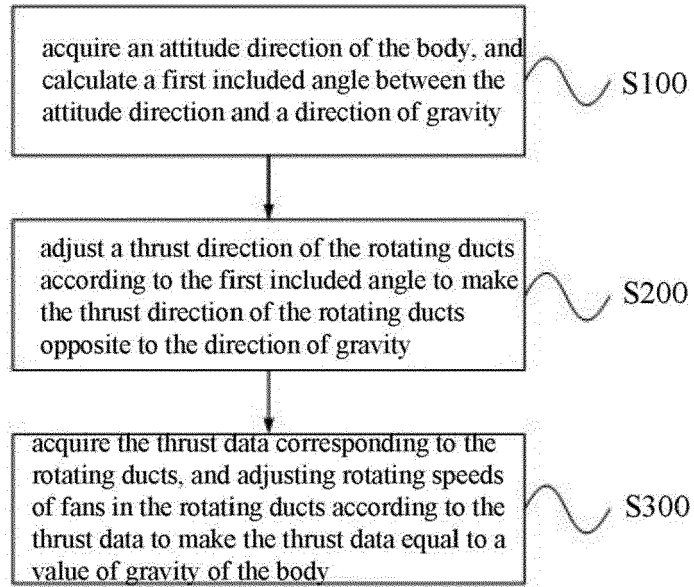 acquire an attitude direction of the body, and
calculate a first included angle between the
attitude direction and a direction of gravity
S100
adjust a thrust direction of the rotating ducts
according to the first included angle to make
the thrust direction of the rotating ducts
opposite to the direction of gravity
S200
acquire the thrust data corresponding to the
rotating ducts, and adjusting rotating speeds
of fans in the rotating ducts according to the
thrust data to make the thrust data equal to a
value of gravity of the body
S300